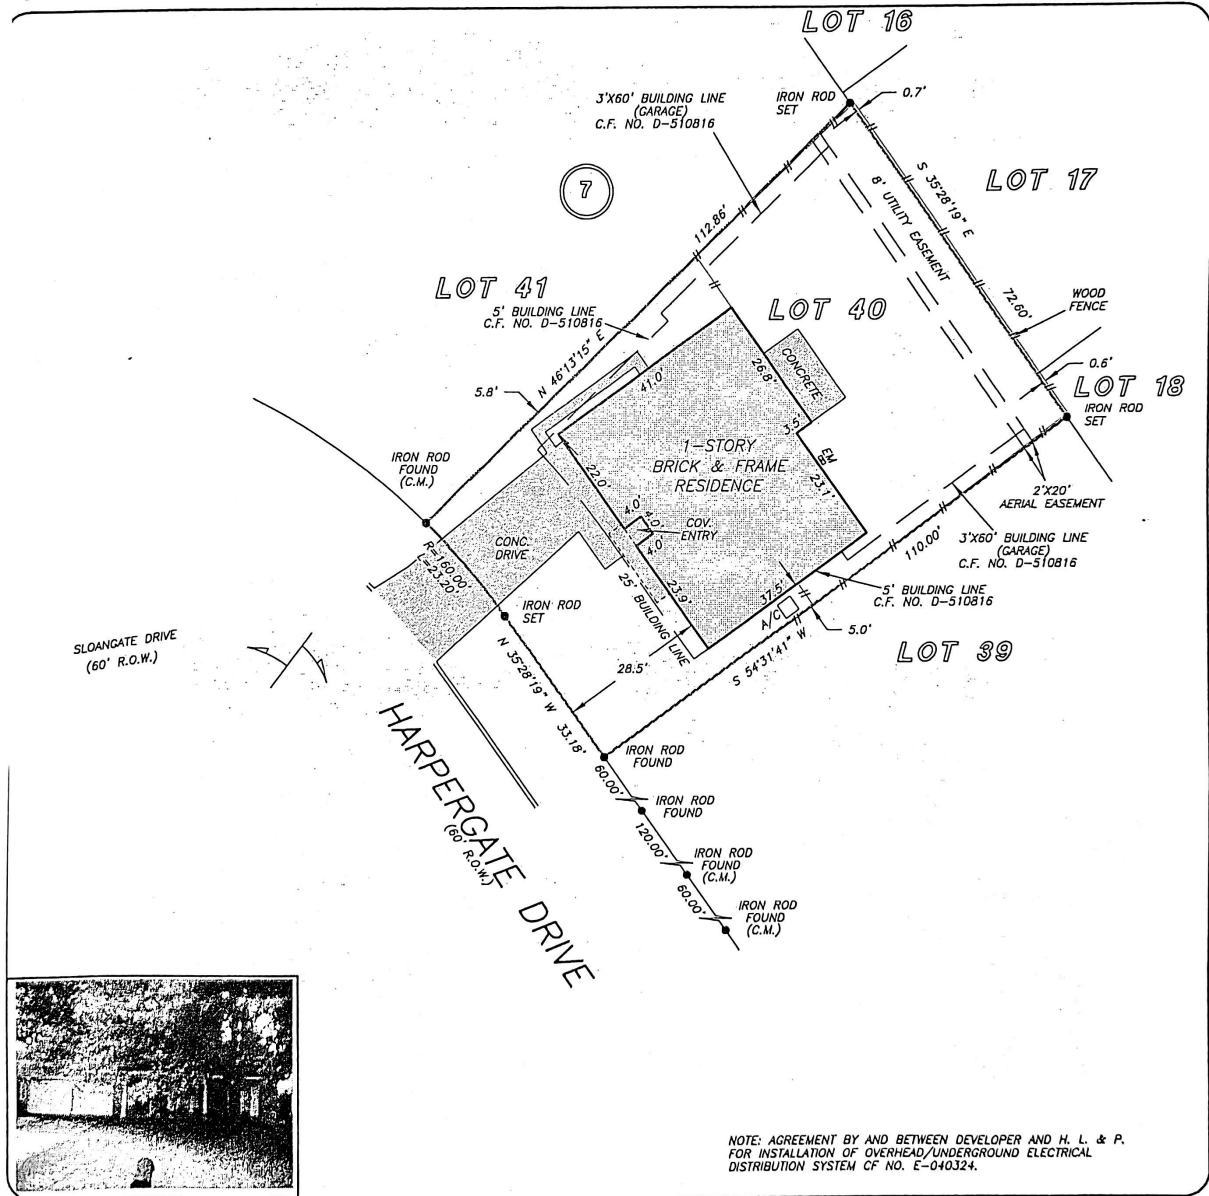 LOT 16
3'X60' BUILDING LINE
(GARAGE)
C.F. NO. D-510816
IRON ROD
SET
0.7'
7
S 35°28'19" E
LOT 17
8' UTILITY EASEMENT
112.86'
LOT 41
5' BUILDING LINE
C.F. NO. D-510816
N 46°13'15" E
LOT 40
72.60'
WOOD
FENCE
5.8'
41.0'
26.8'
CONCRETE
0.6'
LOT 18
IRON ROD
SET
3.5'
1-STORY
BRICK & FRAME
RESIDENCE
EM
23.1'
IRON ROD
FOUND
(C.M.)
22.0'
4.0'
4.0'
4.0'
COV.
ENTRY
2'X20'
AERIAL EASEMENT
CONC.
DRIVE
R=160.00'
L=23.20'
110.00'
3'X60' BUILDING LINE
(GARAGE)
C.F. NO. D-510816
25' BUILDING LINE
23.9'
37.5'
5' BUILDING LINE
C.F. NO. D-510816
A/C
5.0'
IRON ROD
SET
SLOANGATE DRIVE
(60' R.O.W.)
N 35°28'19" W
33.18'
28.5'
S 54°31'41" W
LOT 39
HARPERGATE DRIVE
(60' R.O.W.)
IRON ROD
FOUND
60.00'
IRON ROD
FOUND
120.00'
IRON ROD
FOUND
(C.M.)
60.00'
IRON ROD
FOUND
(C.M.)
NOTE: AGREEMENT BY AND BETWEEN DEVELOPER AND H. L. & P.
FOR INSTALLATION OF OVERHEAD/UNDERGROUND ELECTRICAL
DISTRIBUTION SYSTEM CF NO. E-040324.